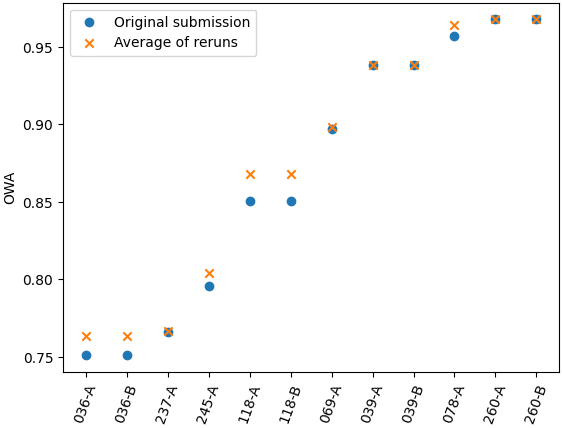 Original submission
Average of reruns
OWA
0.95
0.90
0.85
0.80
0.75
036-A
036-B
237-A
245-A
118-A
118-B
069-A
039-A
039-B
078-A
260-A
260-B